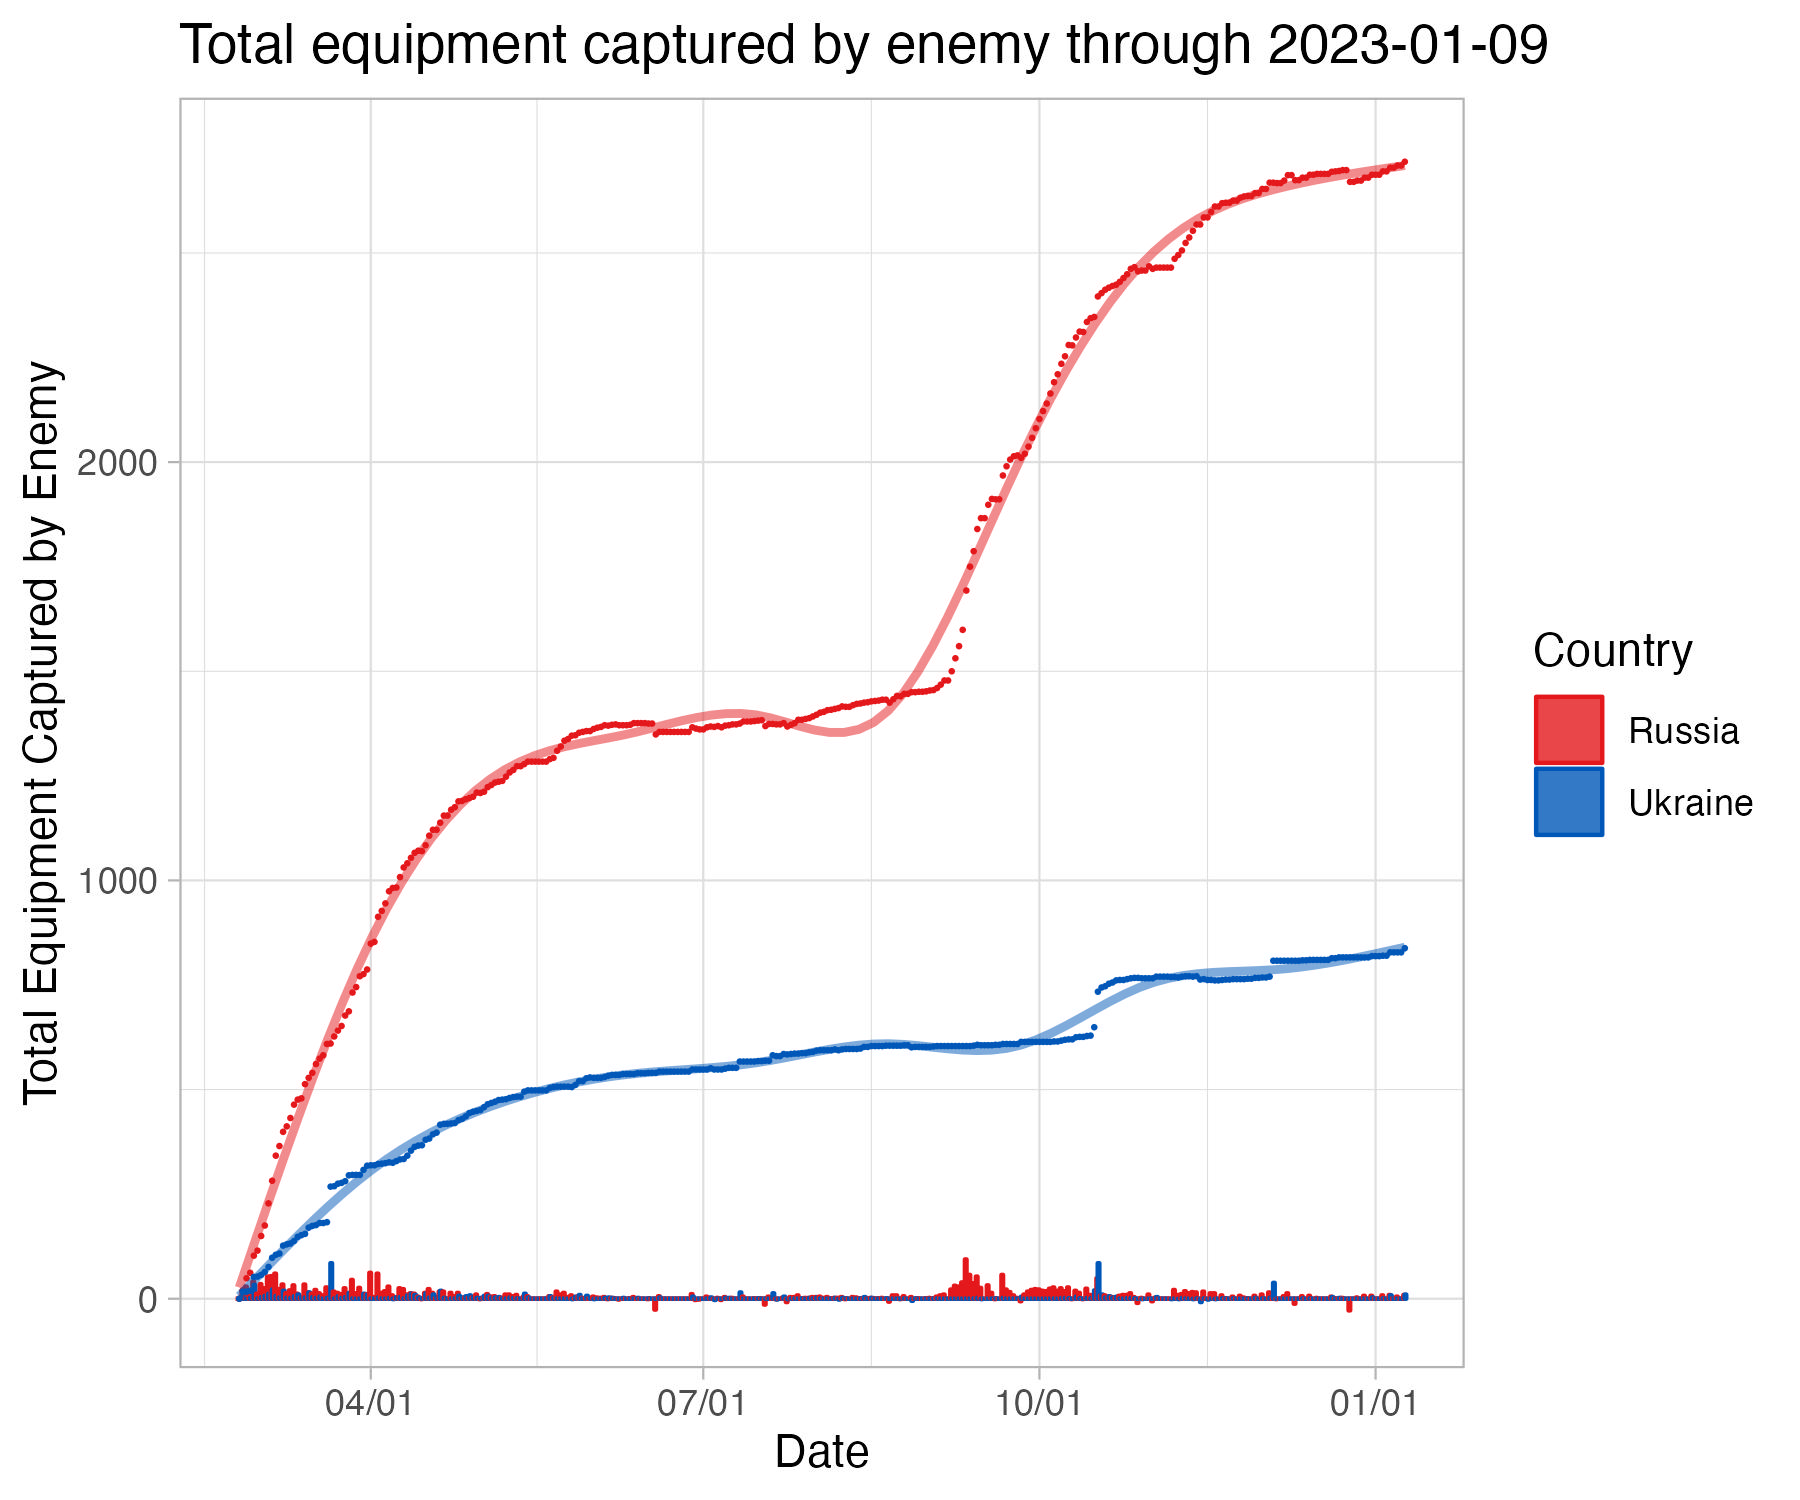 Total equipment captured by enemy through 2023-01-09
Total Equipment Captured by Enemy
2000
1000
0
04/01
07/01
10/01
01/01
Date
Country
Russia
Ukraine